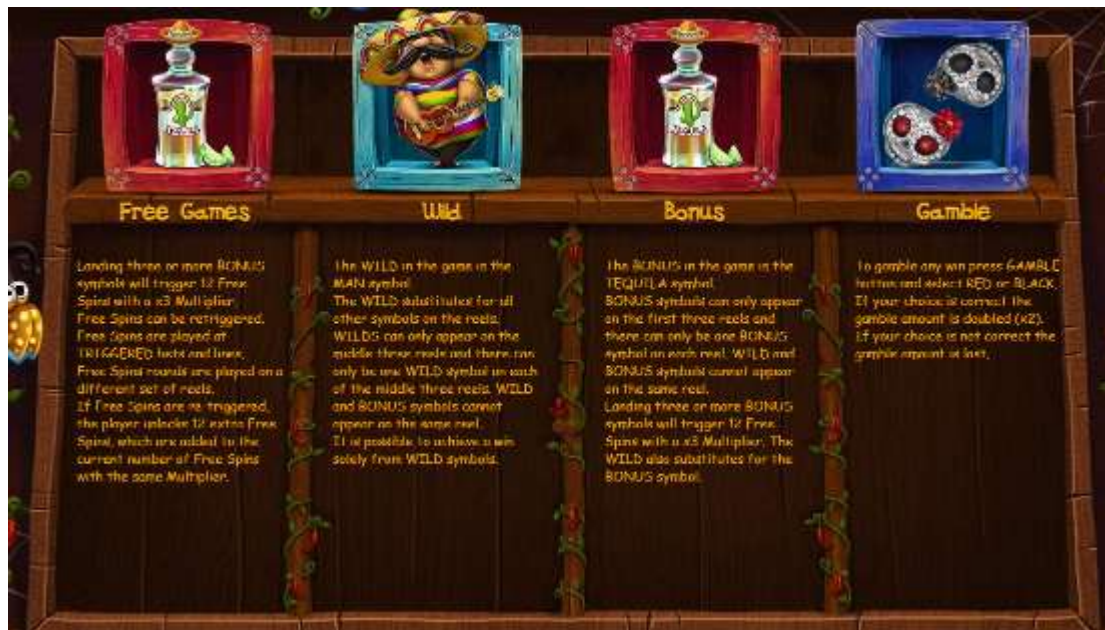 Free Games
Landing three or more BONUS
symbols will trigger 12 Free
Spins with a x3 Multiplier.
Free Spins can be retriggered.
Free Spins are played at
TRIGGERED bets and lines.
Free Spins rounds are played on a
different set of reels.
If Free Spins are re triggered,
the player unlocks 12 extra Free
Spins, which are added to the
current number of Free Spins
with the same Multiplier.
Wild
The WILD in the game in the
MAN symbol.
The WILD substitutes for all
other symbols on the reels.
WILDS can only appear on the
middle three reels and there can
only be one WILD symbol on each
of the middle three reels. WILD
and BONUS symbols cannot
appear on the same reel.
It is possible to achieve a win
solely from WILD symbols.
Bonus
The BONUS in the game in the
TEQUILA symbol.
BONUS symbols can only appear
on the first three reels and
there can only be one BONUS
symbol on each reel. WILD and
BONUS symbols cannot appear
on the same reel.
Landing three or more BONUS
symbols will trigger 12 Free
Spins with a x3 Multiplier. The
WILD also substitutes for the
BONUS symbol.
Gamble
To gamble any win press GAMBLE
button and select RED or BLACK.
If your choice is correct the
gamble amount is doubled (x2).
If your choice is not correct the
gamble amount is lost.